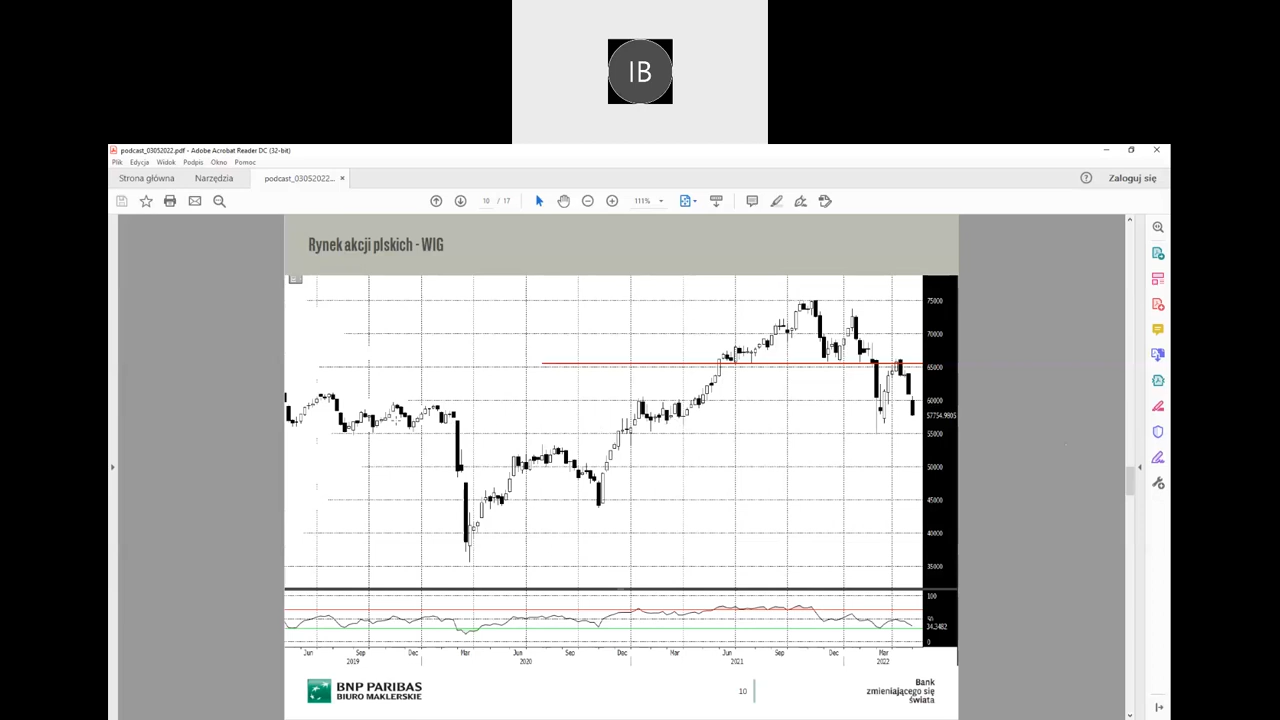 IB
podcast_03052022.pdf - Adobe Acrobat Reader DC (32-bit)
Plik Edycja Widok Podpis Okno Pomoc
Strona główna Narzędzia podcast_03052022... × Zaloguj się
10 / 17 111%
Rynek akcji plskich - WIG
75000
70000
65000
60000
57754.9805
55000
50000
45000
40000
35000
100
50
34.3482
0
Jun Sep Dec Mar Jun Sep Dec Mar Jun Sep Dec Mar
2019 2020 2021 2022
BNP PARIBAS
BIURO MAKLERSKIE
10
Bank
zmieniającego się
świata